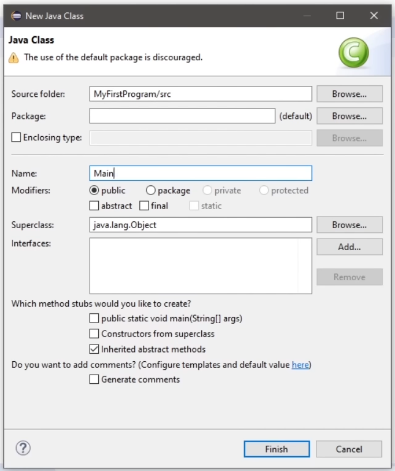 New Java Class
Java Class
The use of the default package is discouraged.
Source folder: MyFirstProgram/src Browse...
Package: (default) Browse...
Enclosing type: Browse...
Name: Main
Modifiers: public package private protected
abstract final static
Superclass: java.lang.Object Browse...
Interfaces: Add...
Remove
Which method stubs would you like to create?
public static void main(String[] args)
Constructors from superclass
Inherited abstract methods
Do you want to add comments? (Configure templates and default value here)
Generate comments
? Finish Cancel